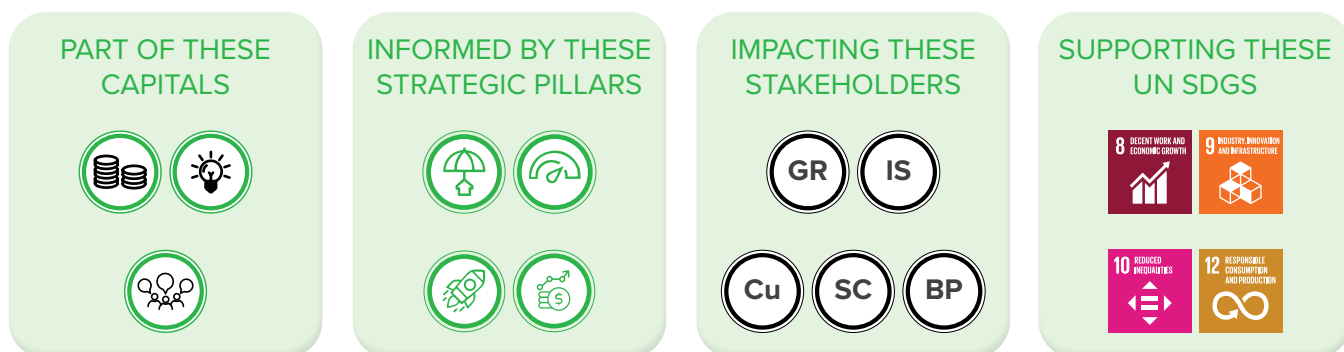 PART OF THESE
CAPITALS
INFORMED BY THESE
STRATEGIC PILLARS
$
IMPACTING THESE
STAKEHOLDERS
GR
IS
Cu
SC
BP
SUPPORTING THESE
UN SDGS
8 DECENT WORK AND
ECONOMIC GROWTH
9 INDUSTRY, INNOVATION
AND INFRASTRUCTURE
10 REDUCED
INEQUALITIES
12 RESPONSIBLE
CONSUMPTION
AND PRODUCTION